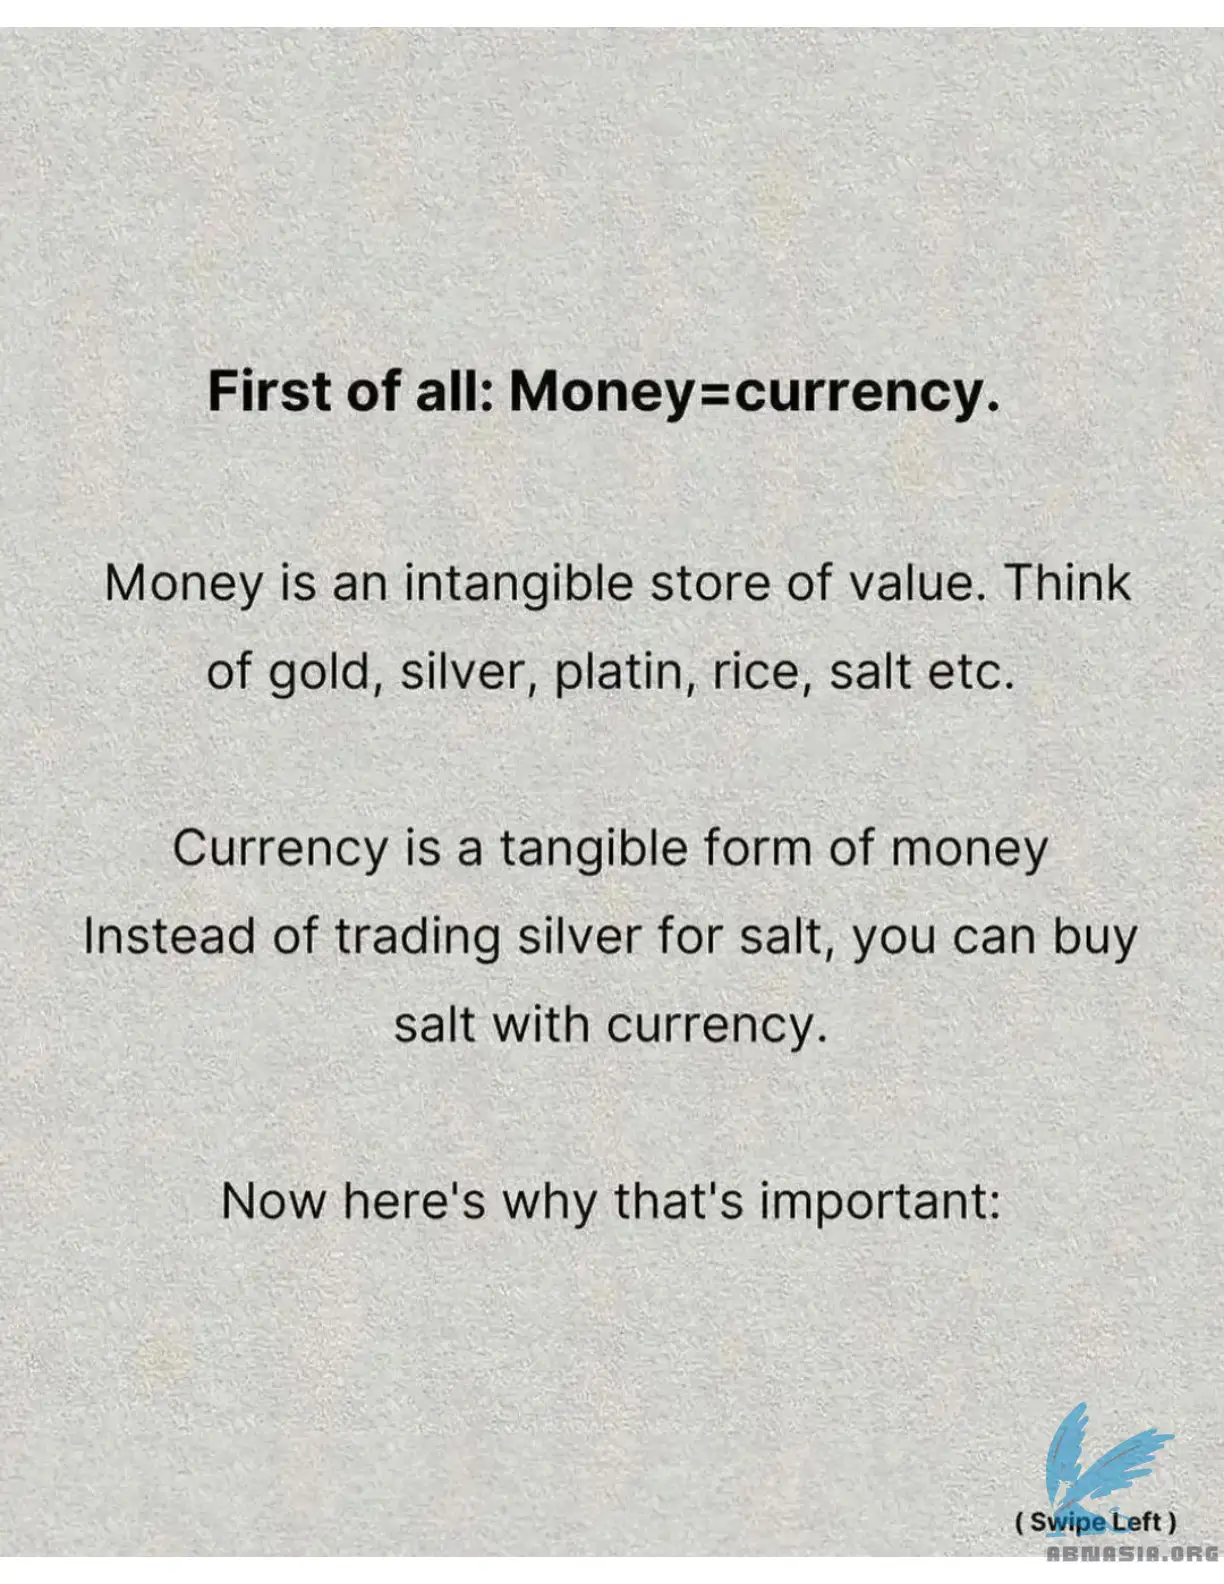 First of all: Money=currency.
Money is an intangible store of value. Think
of gold, silver, platin, rice, salt etc.
Currency is a tangible form of money
Instead of trading silver for salt, you can buy
salt with currency.
Now here's why that's important:
( Swipe Left )
ABNASIA.ORG